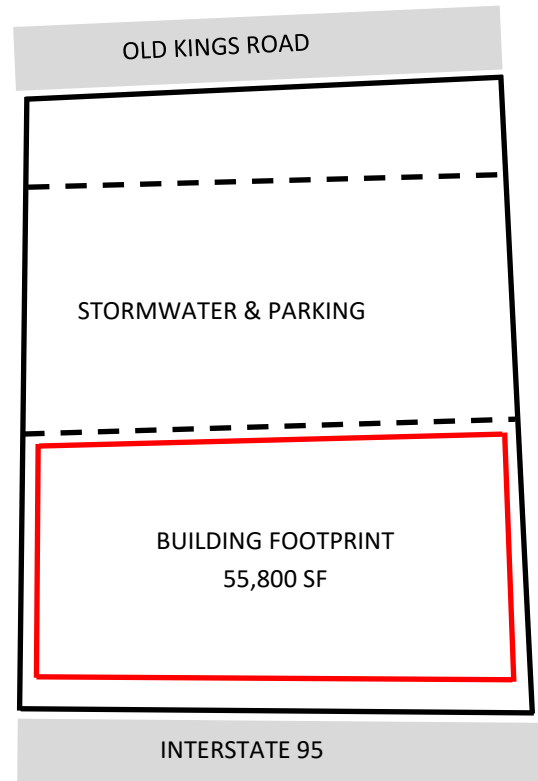 OLD KINGS ROAD
STORMWATER & PARKING
BUILDING FOOTPRINT
55,800 SF
INTERSTATE 95